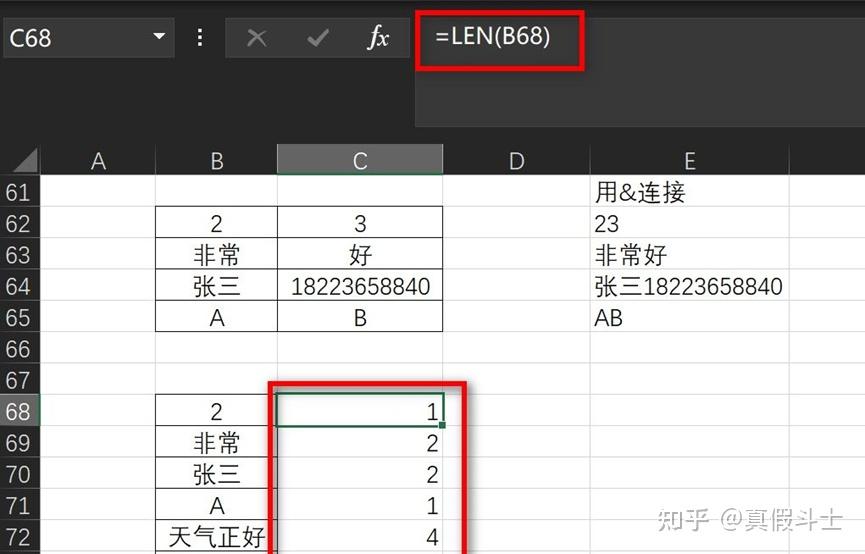 C68 fx =LEN(B68)
A B C D E
61 用&连接
62 2 3 23
63 非常 好 非常好
64 张三 18223658840 张三18223658840
65 A B AB
66
67
68 2 1
69 非常 2
70 张三 2
71 A 1
72 天气正好 4
知乎 @真假斗士